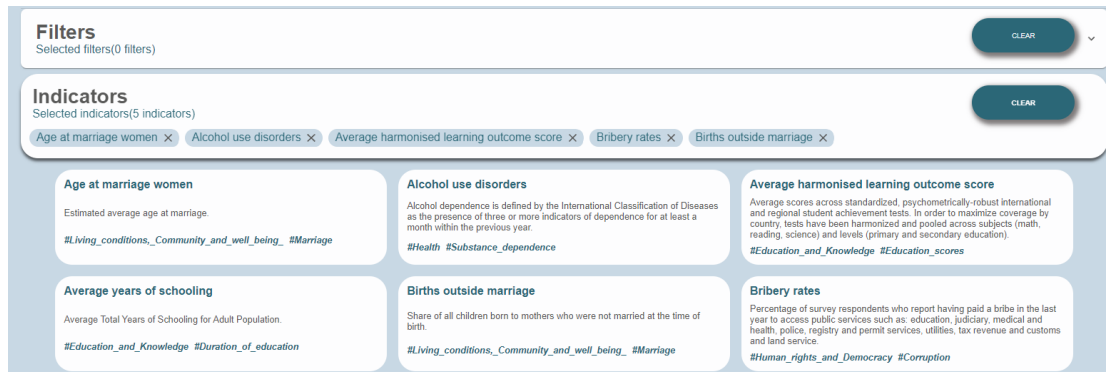 Filters
Selected filters(0 filters)
CLEAR
Indicators
Selected indicators(5 indicators)
CLEAR
Age at marriage women ×
Alcohol use disorders ×
Average harmonised learning outcome score ×
Bribery rates ×
Births outside marriage ×
Age at marriage women
Estimated average age at marriage.
#Living_conditions,_Community_and_well_being_ #Marriage
Alcohol use disorders
Alcohol dependence is defined by the International Classification of Diseases
as the presence of three or more indicators of dependence for at least a
month within the previous year.
#Health #Substance_dependence
Average harmonised learning outcome score
Average scores across standardized, psychometrically-robust international
and regional student achievement tests. In order to maximize coverage by
country, tests have been harmonized and pooled across subjects (math,
reading, science) and levels (primary and secondary education).
#Education_and_Knowledge #Education_scores
Average years of schooling
Average Total Years of Schooling for Adult Population.
#Education_and_Knowledge #Duration_of_education
Births outside marriage
Share of all children born to mothers who were not married at the time of
birth.
#Living_conditions,_Community_and_well_being_ #Marriage
Bribery rates
Percentage of survey respondents who report having paid a bribe in the last
year to access public services such as: education, judiciary, medical and
health, police, registry and permit services, utilities, tax revenue and customs
and land service.
#Human_rights_and_Democracy #Corruption